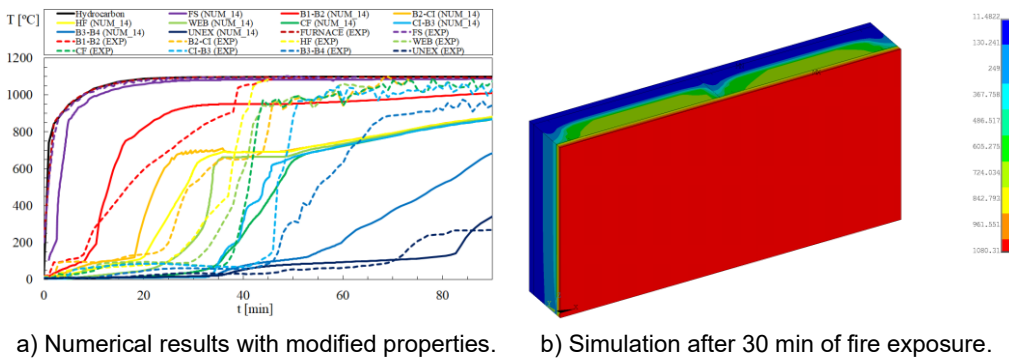 T [ºC]
Hydrocarbon FS (NUM_14) B1-B2 (NUM_14) B2-CI (NUM_14)
HF (NUM_14) WEB (NUM_14) CF (NUM_14) CI-B3 (NUM_14)
B3-B4 (NUM_14) UNEX (NUM_14) FURNACE (EXP) FS (EXP)
B1-B2 (EXP) B2-CI (EXP) HF (EXP) WEB (EXP)
CF (EXP) CI-B3 (EXP) B3-B4 (EXP) UNEX (EXP)
1200
1000
800
600
400
200
0
0 20 40 60 80
t [min]
11.4822
130.241
249
367.758
486.517
605.275
724.034
842.793
961.551
1080.31
a) Numerical results with modified properties.
b) Simulation after 30 min of fire exposure.